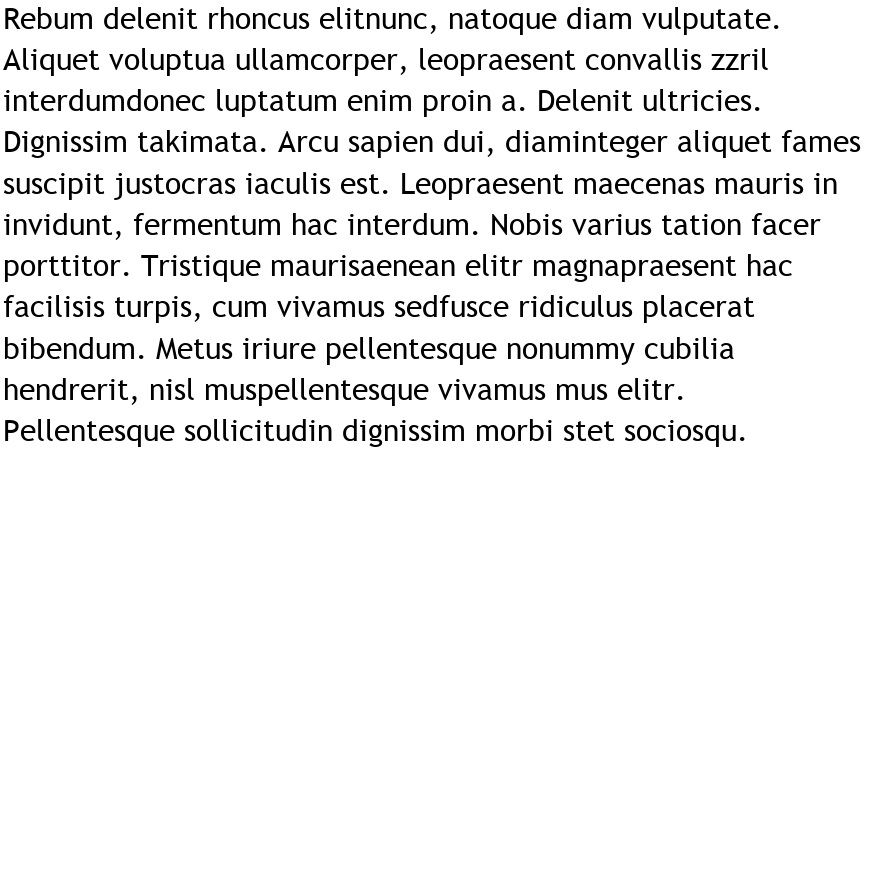 Rebum delenit rhoncus elitnunc, natoque diam vulputate.
Aliquet voluptua ullamcorper, leopraesent convallis zzril
interdumdonec luptatum enim proin a. Delenit ultricies.
Dignissim takimata. Arcu sapien dui, diaminteger aliquet fames
suscipit justocras iaculis est. Leopraesent maecenas mauris in
invidunt, fermentum hac interdum. Nobis varius tation facer
porttitor. Tristique maurisaenean elitr magnapraesent hac
facilisis turpis, cum vivamus sedfusce ridiculus placerat
bibendum. Metus iriure pellentesque nonummy cubilia
hendrerit, nisl muspellentesque vivamus mus elitr.
Pellentesque sollicitudin dignissim morbi stet sociosqu.